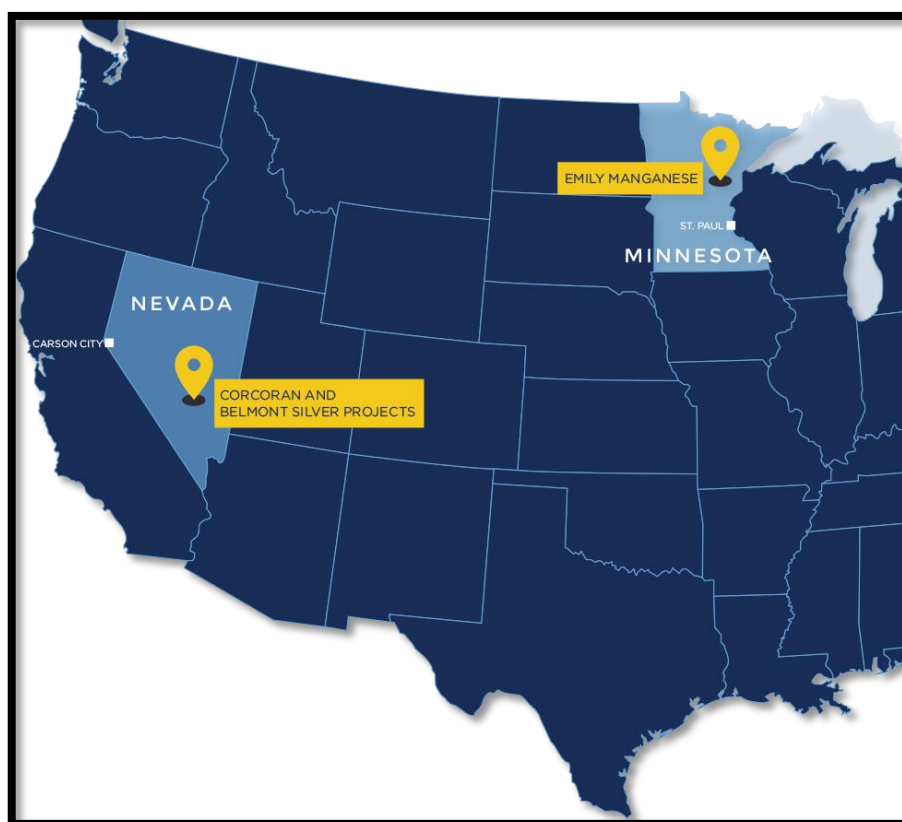 EMILY MANGANESE
ST. PAUL
MINNESOTA
NEVADA
CARSON CITY
CORCORAN AND
BELMONT SILVER PROJECTS